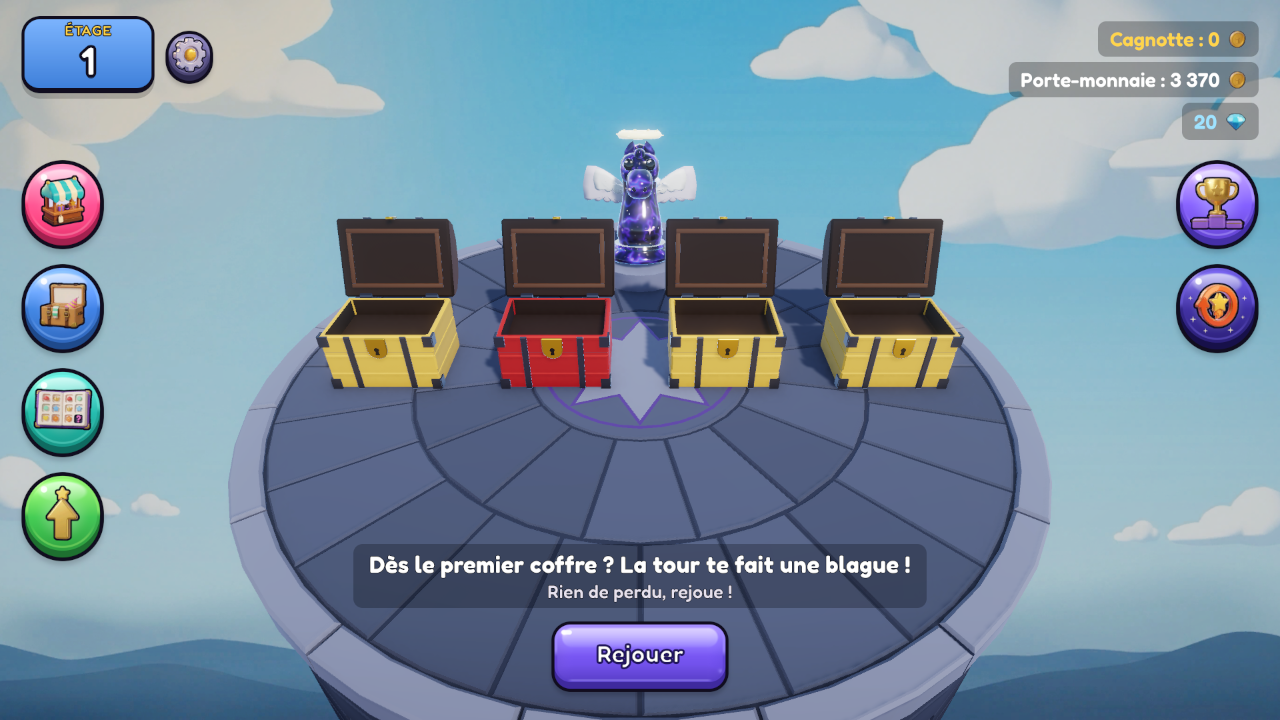 ÉTAGE
1
Cagnotte : 0
Porte-monnaie : 3 370
20
Dès le premier coffre ? La tour te fait une blague !
Rien de perdu, rejoue !
Rejouer